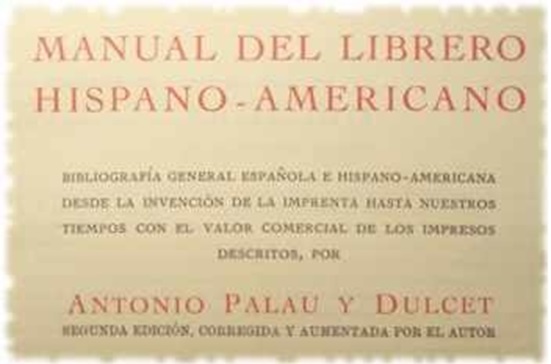 MANUAL DEL LIBRERO
HISPANO-AMERICANO
BIBLIOGRAFÍA GENERAL ESPAÑOLA E HISPANO-AMERICANA
DESDE LA INVENCIÓN DE LA IMPRENTA HASTA NUESTROS
TIEMPOS CON EL VALOR COMERCIAL DE LOS IMPRESOS
DESCRITOS, POR
ANTONIO PALAU Y DULCET
SEGUNDA EDICIÓN, CORREGIDA Y AUMENTADA POR EL AUTOR